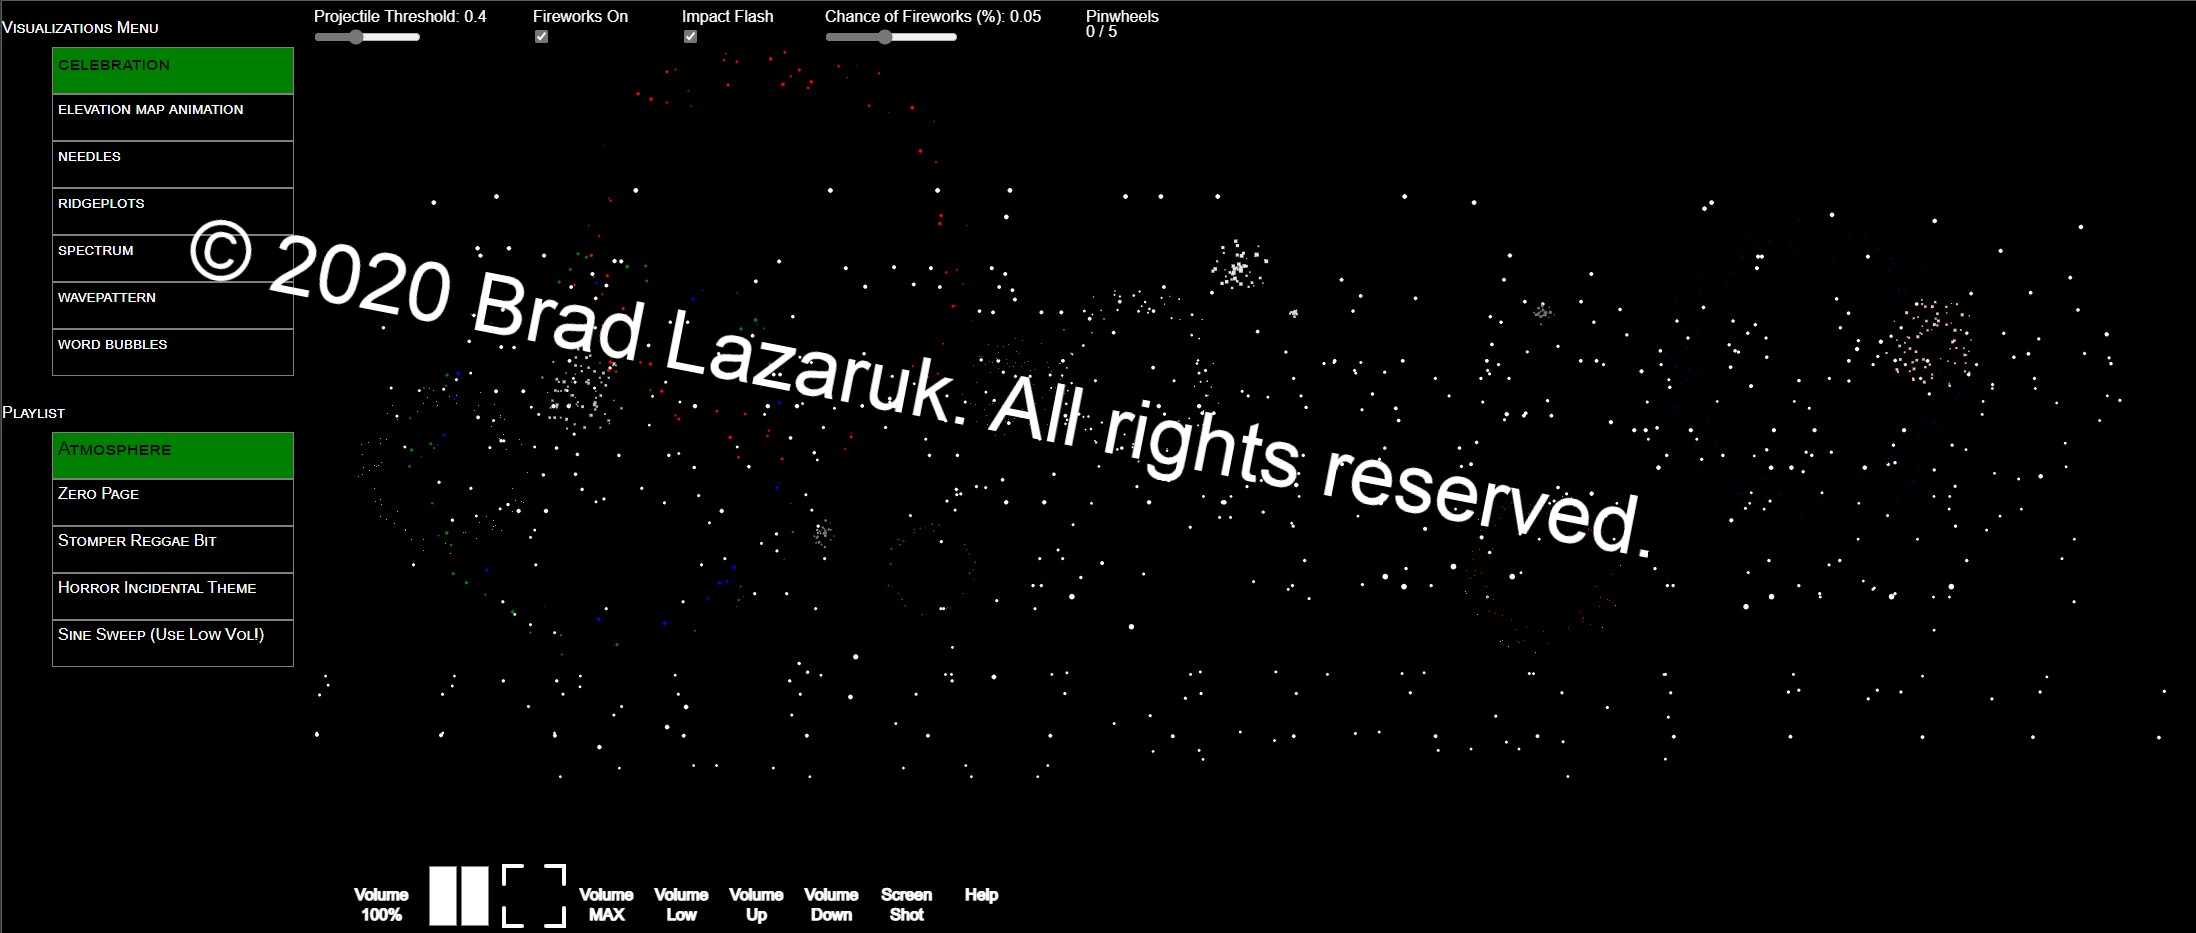 Visualizations Menu
celebration
elevation map animation
needles
ridgeplots
spectrum
wavepattern
word bubbles
Playlist
Atmosphere
Zero Page
Stomper Reggae Bit
Horror Incidental Theme
Sine Sweep (Use Low Vol!)
Projectile Threshold: 0.4
Fireworks On
Impact Flash
Chance of Fireworks (%): 0.05
Pinwheels
0 / 5
© 2020 Brad Lazaruk. All rights reserved.
Volume
100%
Volume
MAX
Volume
Low
Volume
Up
Volume
Down
Screen
Shot
Help